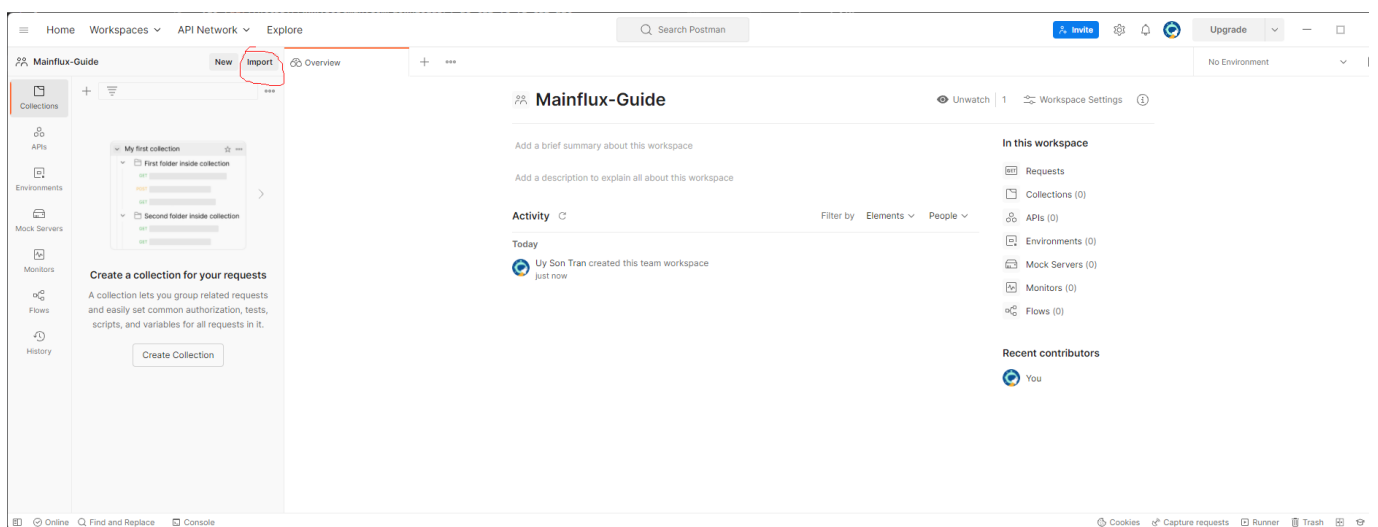 Home Workspaces API Network Explore Search Postman Invite Upgrade
Mainflux-Guide New Import Overview No Environment
Collections
APIs
Environments
Mock Servers
Monitors
Flows
History
My first collection
First folder inside collection
GET
GET
Second folder inside collection
GET
GET
Create a collection for your requests
A collection lets you group related requests
and easily set common authorization, tests,
scripts, and variables for all requests in it.
Create Collection
Mainflux-Guide Unwatch 1 Workspace Settings
Add a brief summary about this workspace
Add a description to explain all about this workspace
Activity Filter by Elements People
Today
Uy Son Tran created this team workspace
just now
In this workspace
GET Requests
Collections (0)
APIs (0)
Environments (0)
Mock Servers (0)
Monitors (0)
Flows (0)
Recent contributors
You
Online Find and Replace Console Cookies Capture requests Runner Trash